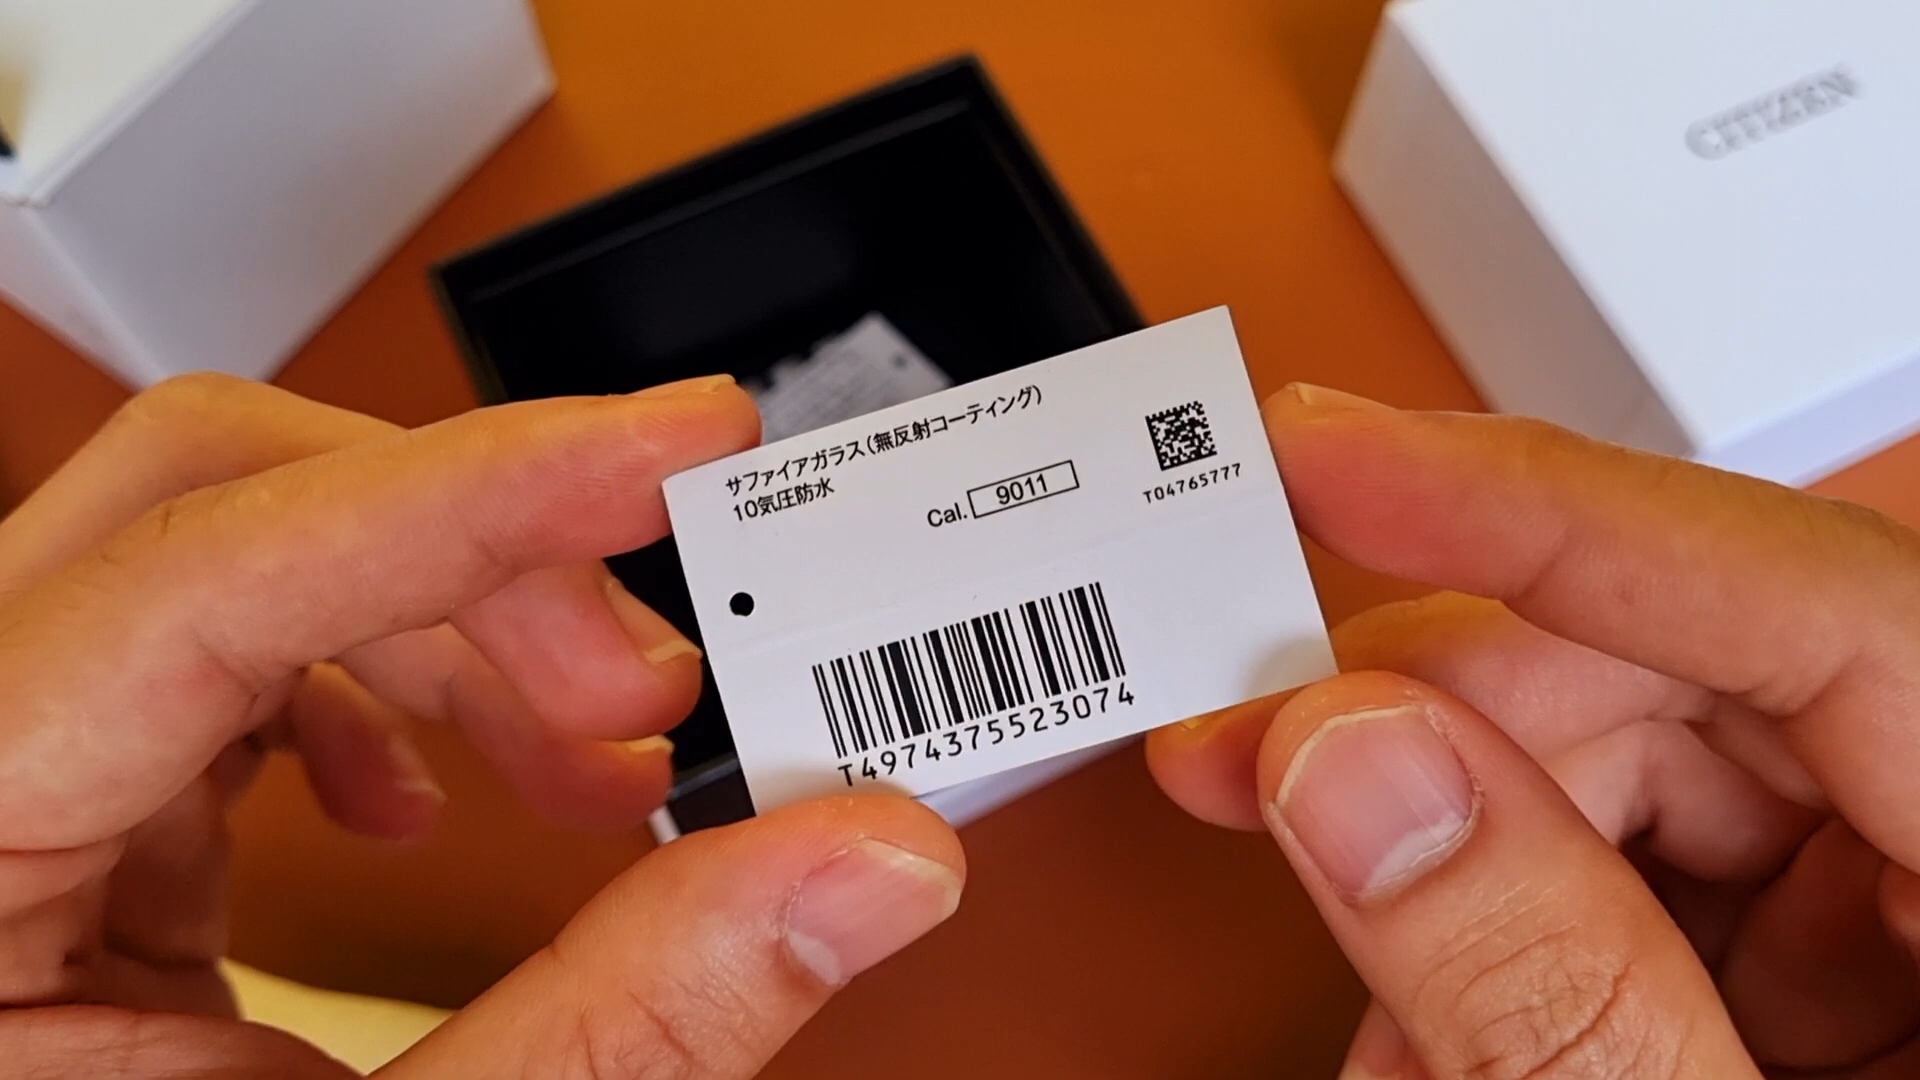 CITIZEN
サファイアガラス(無反射コーティング)
10気圧防水
Cal. 9011
T04765777
T4974375523074